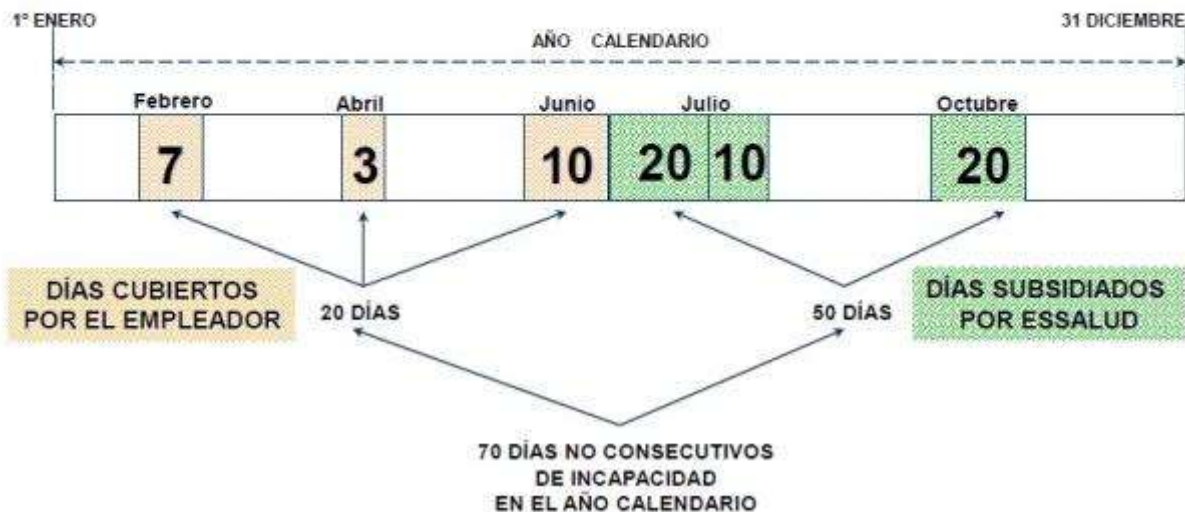 1° ENERO
31 DICIEMBRE
AÑO CALENDARIO
Febrero
Abril
Junio
Julio
Octubre
7
3
10
20
10
20
DÍAS CUBIERTOS
POR EL EMPLEADOR
20 DÍAS
50 DÍAS
DÍAS SUBSIDIADOS
POR ESSALUD
70 DÍAS NO CONSECUTIVOS
DE INCAPACIDAD
EN EL AÑO CALENDARIO